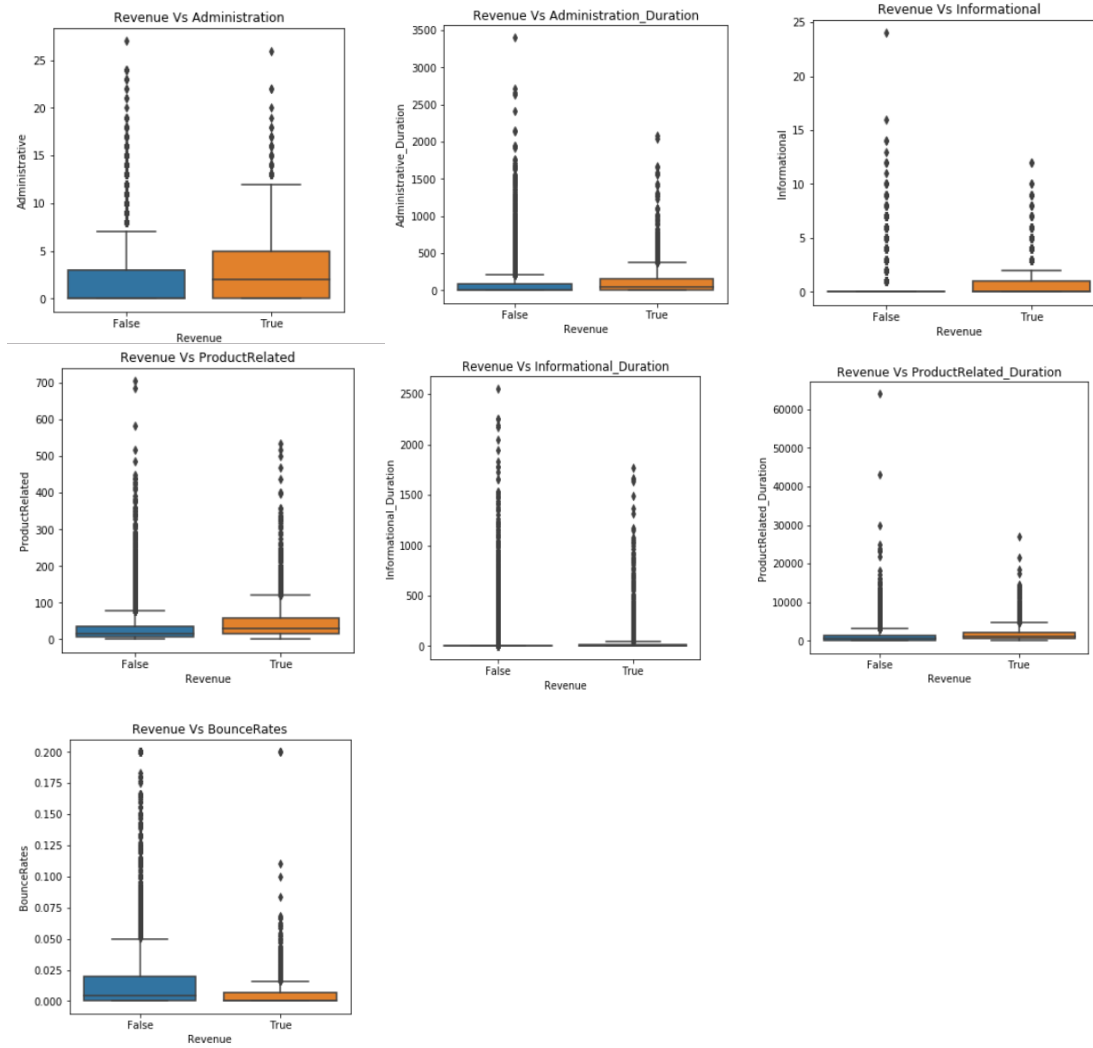 Revenue Vs Administration
Administrative
25
20
15
10
5
0
False True
Revenue
Revenue Vs Administration_Duration
Administrative_Duration
3500
3000
2500
2000
1500
1000
500
0
False True
Revenue
Revenue Vs Informational
Informational
25
20
15
10
5
0
False True
Revenue
Revenue Vs ProductRelated
ProductRelated
700
600
500
400
300
200
100
0
False True
Revenue
Revenue Vs Informational_Duration
Informational_Duration
2500
2000
1500
1000
500
0
False True
Revenue
Revenue Vs ProductRelated_Duration
ProductRelated_Duration
60000
50000
40000
30000
20000
10000
0
False True
Revenue
Revenue Vs BounceRates
BounceRates
0.200
0.175
0.150
0.125
0.100
0.075
0.050
0.025
0.000
False True
Revenue